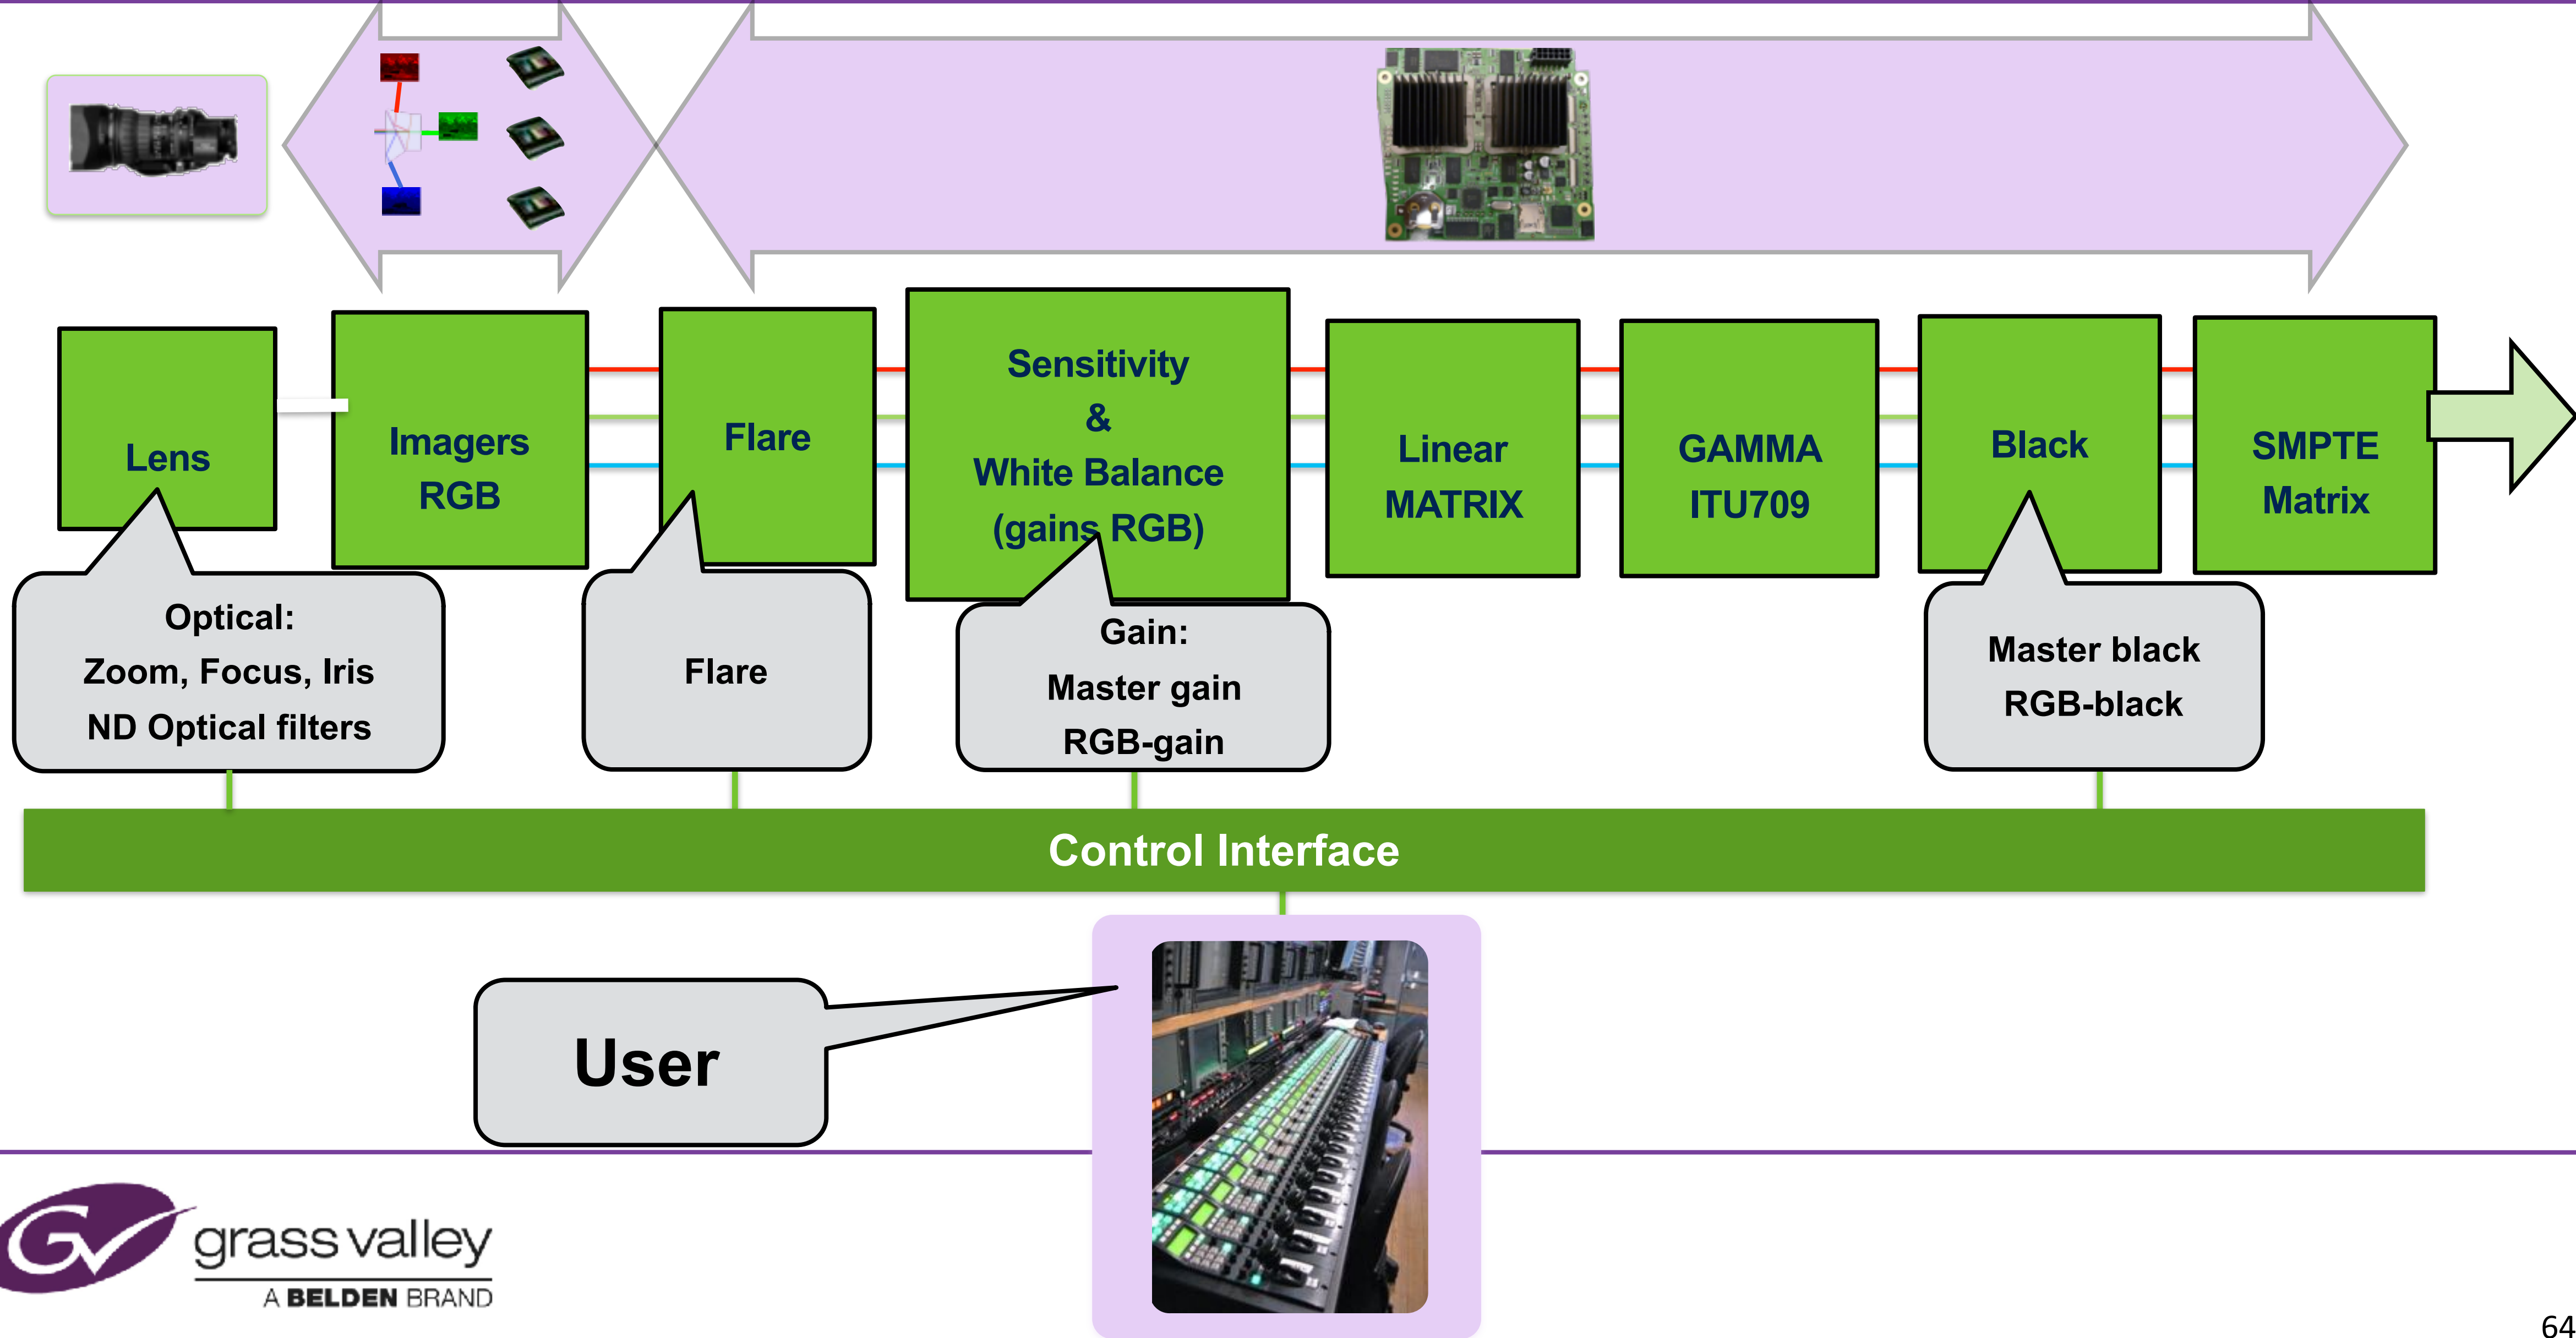 Lens
Imagers
RGB
Flare
Sensitivity
&
White Balance
(gains RGB)
Linear
MATRIX
GAMMA
ITU709
Black
SMPTE
Matrix
Optical:
Zoom, Focus, Iris
ND Optical filters
Flare
Gain:
Master gain
RGB-gain
Master black
RGB-black
Control Interface
User
GV
grass valley
A BELDEN BRAND
64